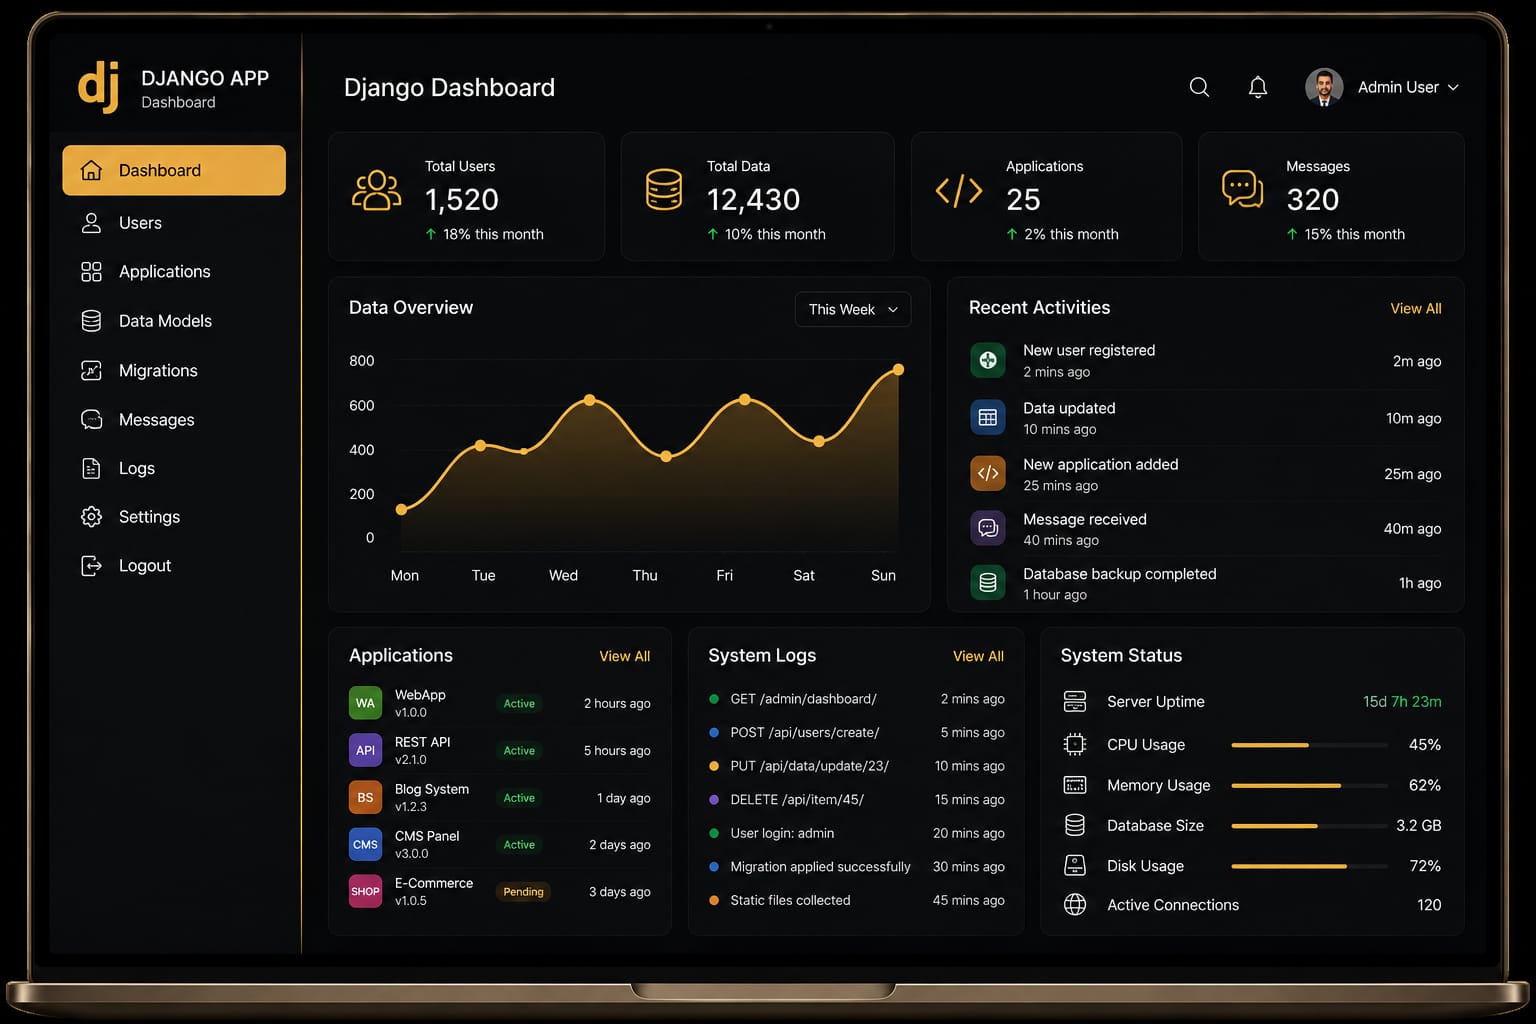 dj
DJANGO APP
Dashboard
Dashboard
Users
Applications
Data Models
Migrations
Messages
Logs
Settings
Logout
Django Dashboard
Admin User
Total Users
1,520
18% this month
Total Data
12,430
10% this month
Applications
25
2% this month
Messages
320
15% this month
Data Overview
This Week
800
600
400
200
0
Mon Tue Wed Thu Fri Sat Sun
Recent Activities View All
New user registered
2 mins ago
2m ago
Data updated
10 mins ago
10m ago
New application added
25 mins ago
25m ago
Message received
40 mins ago
40m ago
Database backup completed
1 hour ago
1h ago
Applications View All
WA WebApp
v1.0.0
Active 2 hours ago
API REST API
v2.1.0
Active 5 hours ago
BS Blog System
v1.2.3
Active 1 day ago
CMS CMS Panel
v3.0.0
Active 2 days ago
SHOP E-Commerce
v1.0.5
Pending 3 days ago
System Logs View All
GET /admin/dashboard/ 2 mins ago
POST /api/users/create/ 5 mins ago
PUT /api/data/update/23/ 10 mins ago
DELETE /api/item/45/ 15 mins ago
User login: admin 20 mins ago
Migration applied successfully 30 mins ago
Static files collected 45 mins ago
System Status
Server Uptime 15d 7h 23m
CPU Usage 45%
Memory Usage 62%
Database Size 3.2 GB
Disk Usage 72%
Active Connections 120